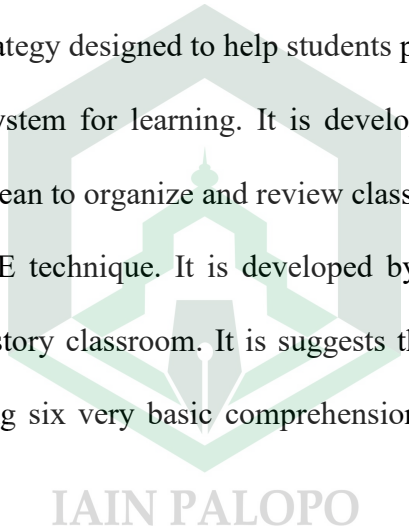 ategy designed to help students p
ystem for learning. It is develo
ean to organize and review class
E technique. It is developed by
story classroom. It is suggests th
g six very basic comprehension
IAIN PALOPO